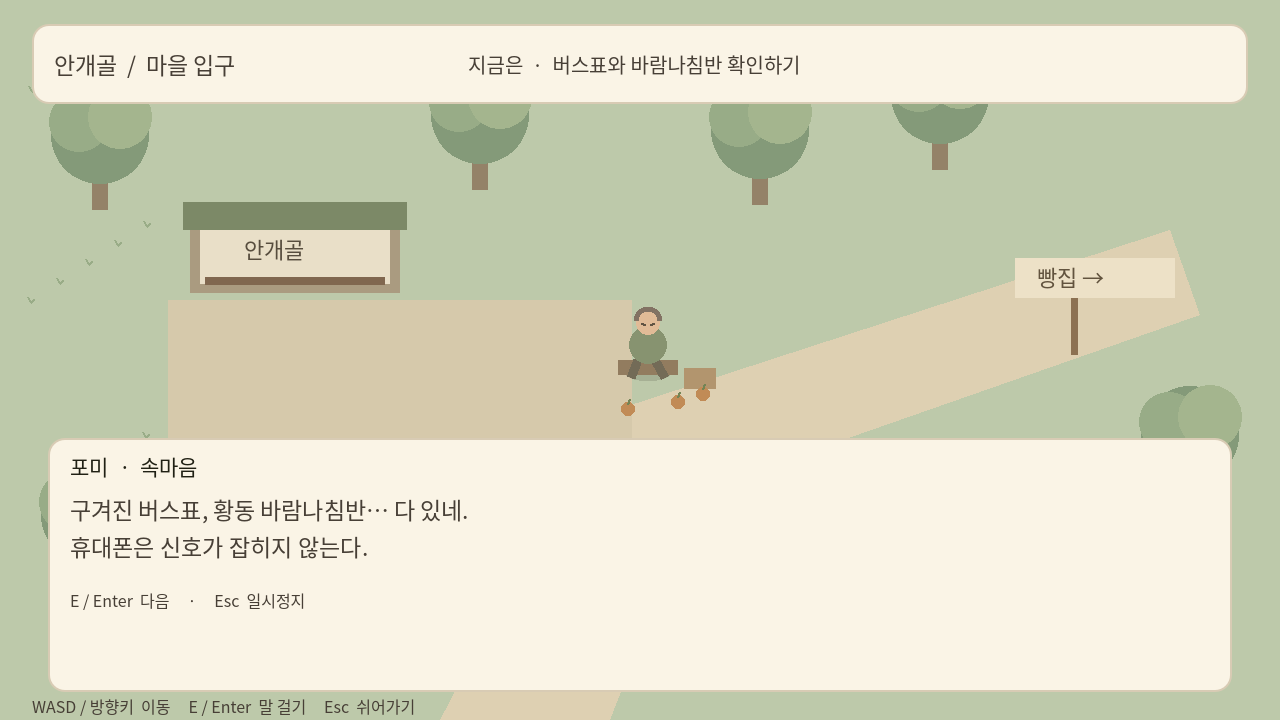 안개골 / 마을 입구
지금은 · 버스표와 바람나침반 확인하기
안개골
빵집 →
포미 · 속마음
구겨진 버스표, 황동 바람나침반… 다 있네.
휴대폰은 신호가 잡히지 않는다.
E / Enter 다음 · Esc 일시정지
WASD / 방향키 이동 E / Enter 말 걸기 Esc 쉬어가기